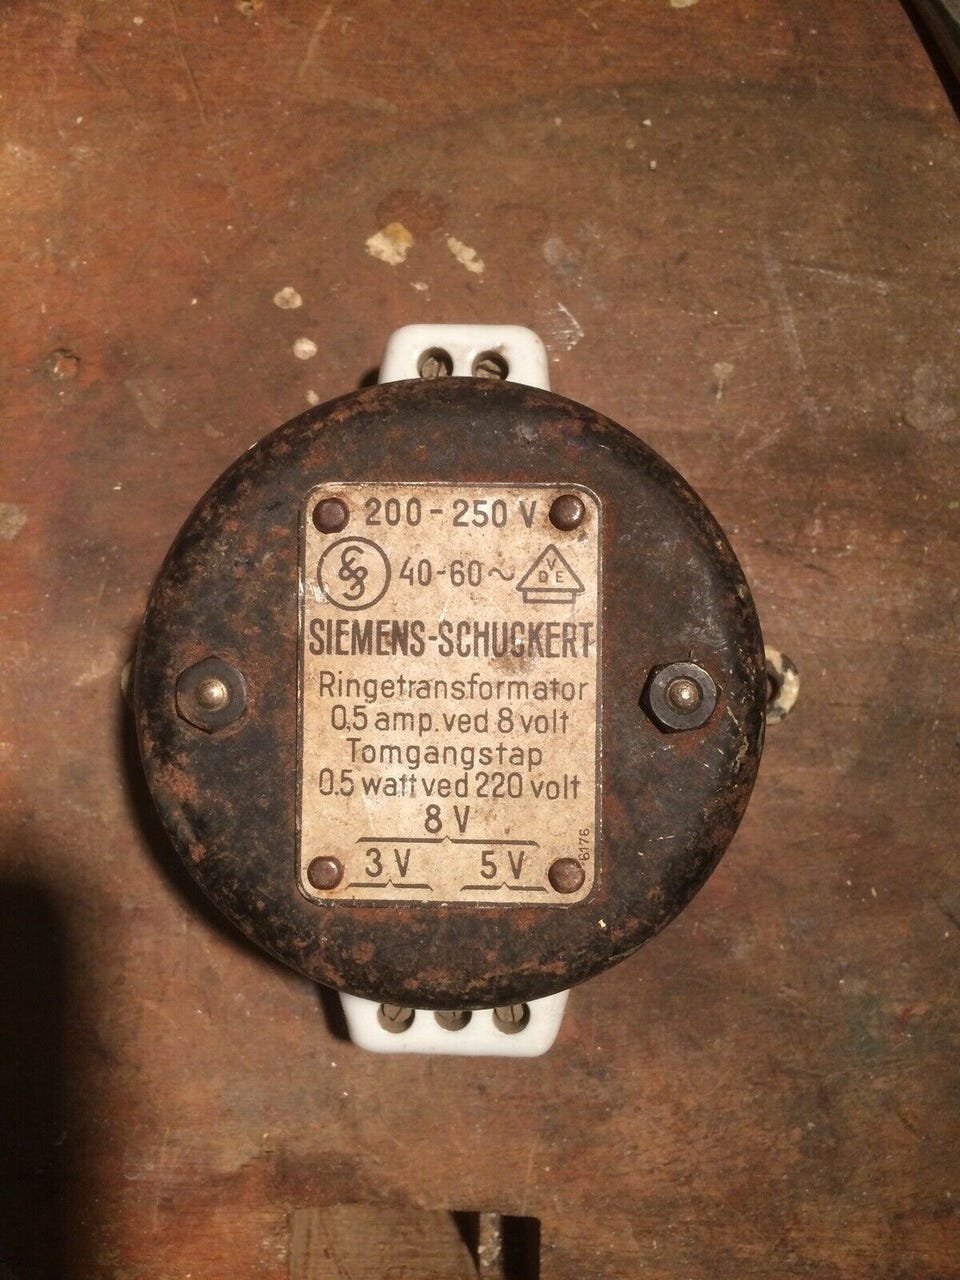 200 - 250 V
SS 40-60~ VDE
SIEMENS-SCHUCKERT
Ringetransformator
0,5 amp. ved 8 volt
Tomgangstap
0.5 watt ved 220 volt
8 V
3 V 5 V
6176